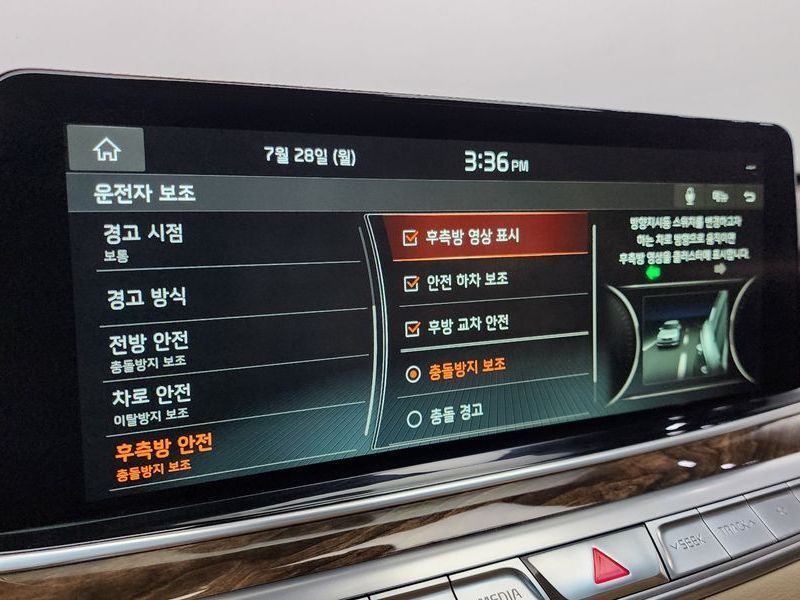 7월 28일 (월)
3:36 PM
운전자 보조
메뉴
경고 시점
보통
경고 방식
전방 안전
충돌방지 보조
차로 안전
이탈방지 보조
후측방 안전
충돌방지 보조
후측방 영상 표시
안전 하차 보조
후방 교차 안전
충돌방지 보조
충돌 경고
방향지시등 스위치를 변경하고자
하는 차로 방향으로 움직이면
후측방 영상을 클러스터에 표시합니다.
MEDIA
SEEK
TRACK